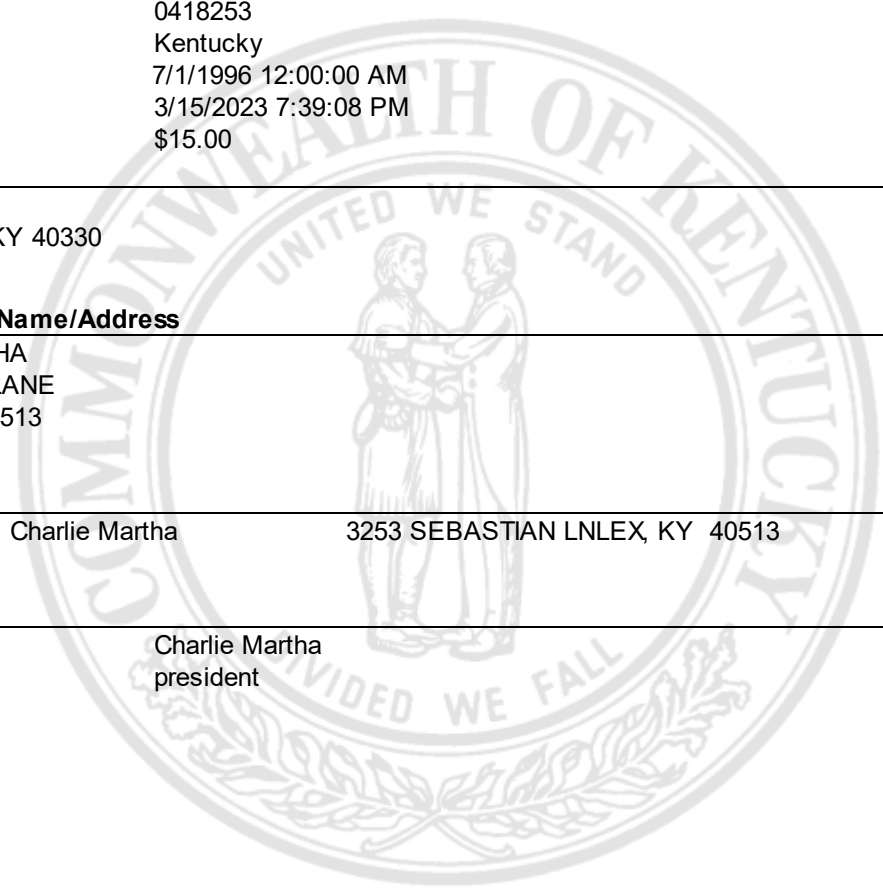 0418253
Kentucky
7/1/1996 12:00:00 AM
3/15/2023 7:39:08 PM
$15.00
KY 40330
Name/Address
HA
LANE
513
Charlie Martha 3253 SEBASTIAN LNLEX, KY 40513
Charlie Martha
president
COMMONWEALTH OF KENTUCKY
UNITED WE STAND
DIVIDED WE FALL